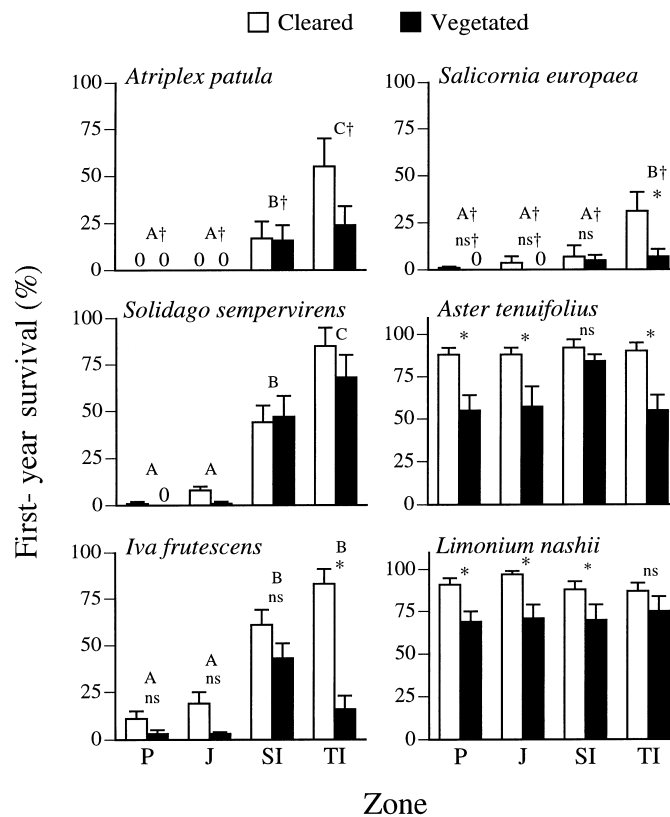 Cleared Vegetated
First- year survival (%)
Atriplex patula
100
75
50
25
0
A†
0 0
A†
0 0
B†
C†
Salicornia europaea
100
75
50
25
0
A†
ns†
0
A†
ns†
0
A†
ns
B†
*
Solidago sempervirens
100
75
50
25
0
A
0
A
B
C
Aster tenuifolius
100
75
50
25
0
*
*
ns
*
Iva frutescens
100
75
50
25
0
A
ns
A
ns
B
ns
B
*
P J SI TI
Limonium nashii
100
75
50
25
0
*
*
*
ns
P J SI TI
Zone